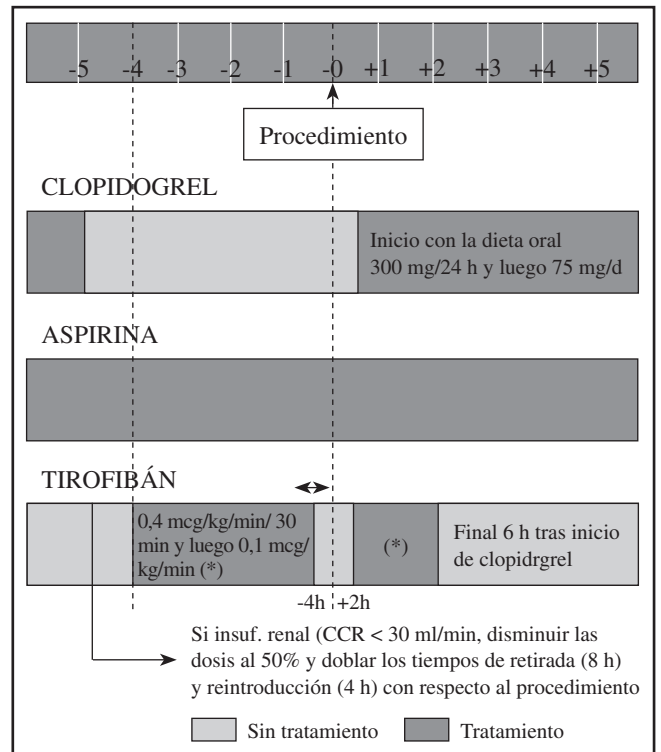 -5 -4 -3 -2 -1 -0 +1 +2 +3 +4 +5
Procedimiento
CLOPIDOGREL
Inicio con la dieta oral
300 mg/24 h y luego 75 mg/d
ASPIRINA
TIROFIBÁN
0,4 mcg/kg/min/ 30
min y luego 0,1 mcg/
kg/min (*)
(*)
Final 6 h tras inicio
de clopidrgrel
-4h +2h
Si insuf. renal (CCR < 30 ml/min, disminuir las
dosis al 50% y doblar los tiempos de retirada (8 h)
y reintroducción (4 h) con respecto al procedimiento
Sin tratamiento Tratamiento